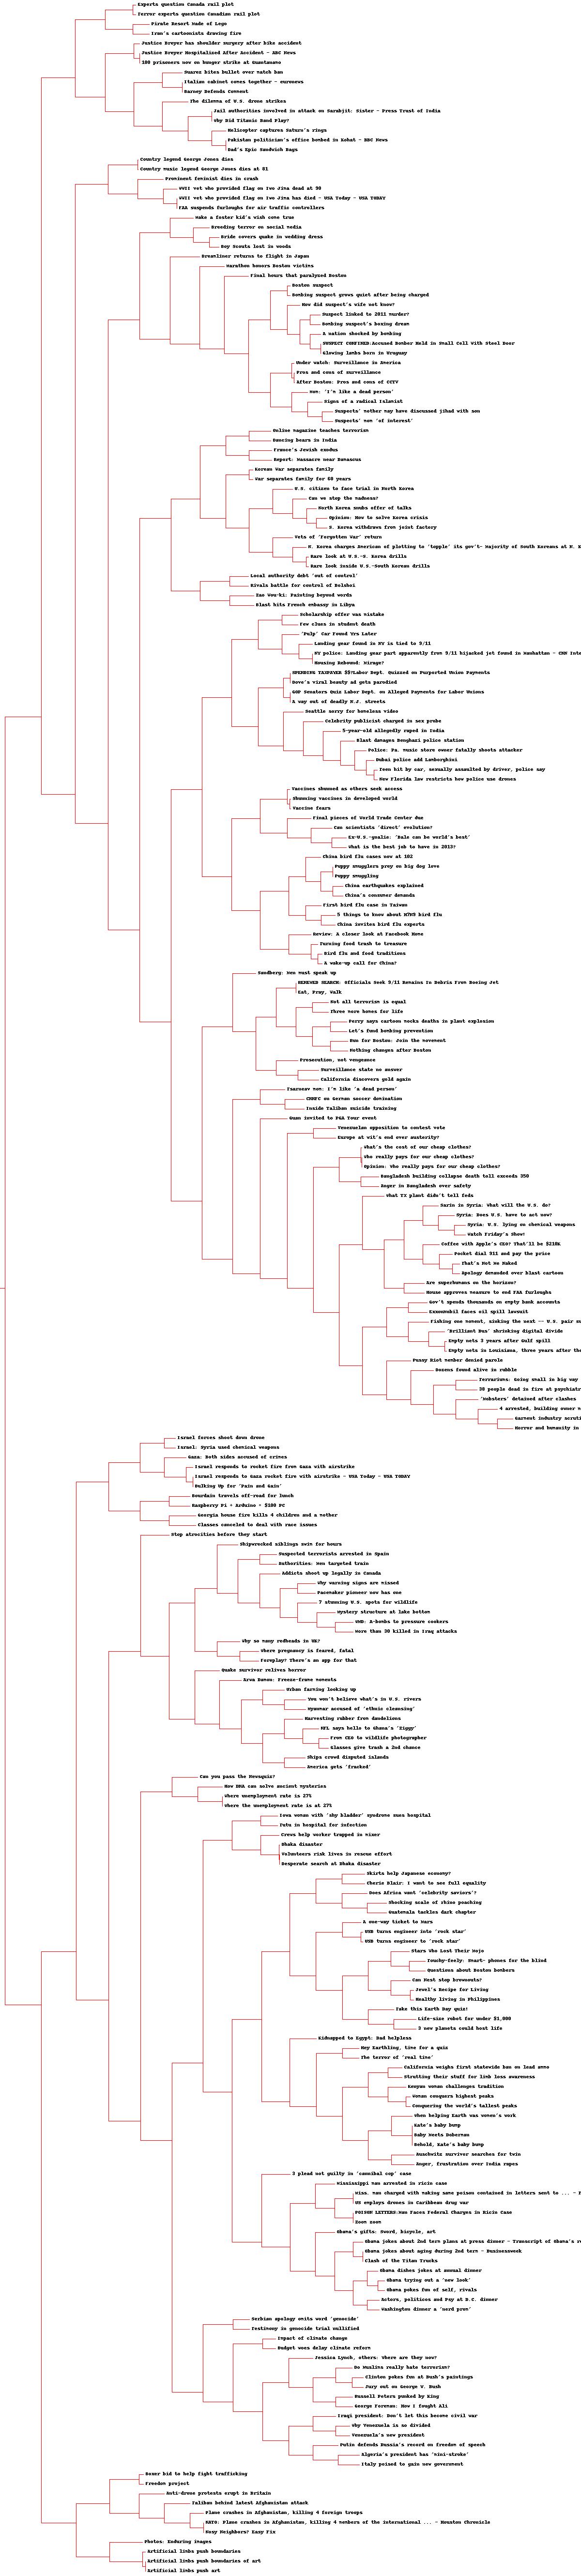 Experts question Canada rail plot
Terror experts question Canadian rail plot
Pirate Desert Made of Lego
Iran's cartoonists drawing fire
Justice Breyer has shoulder surgery after bike accident
Justice Breyer Hospitalized After Accident - ABC News
100 prisoners now on hunger strike at Guantanamo
Suarez bites bullet over match ban
Italian cabinet comes together - euronews
Barney Defends Cannout
The dilemma of U.S. drone strikes
Jail authorities involved in attack on Sarabjit: Sister - Press Trust of India
Why Did Titanic Band Play?
Helicopter captures Saturn's rings
Pakistan politician's office bombed in Kohat - BBC News
Dad's Epic Sandwich Bags
Country legend George Jones dies
Country music legend George Jones dies at 81
Prominent feminist dies in crash
WWII vet who provided flag on Iwo Jima dead at 90
WWII vet who provided flag on Iwo Jima has died - USA Today - USA TODAY
FAA suspends furloughs for air traffic controllers
Make a foster kid's wish come true
Breeding terror on social media
Bride covers quake in wedding dress
Boy Scouts lost in woods
Dreamliner returns to flight in Japan
Marathon honors Boston victims
Final hours that paralyzed Boston
Boston suspect
Bombing suspect grows quiet after being charged
How did suspect's wife not know?
Suspect linked to 2011 murder?
Bombing suspect's boxing dream
A nation shocked by bombing
SUSPECT CONFINED:Accused Bomber Held in Small Cell With Steel Door
Glowing lambs born in Uruguay
Under watch: Surveillance in America
Pros and cons of surveillance
After Boston: Pros and cons of CCTV
Mom: 'I'm like a dead person'
Signs of a radical Islamist
Suspects' mother may have discussed jihad with son
Suspects' mom 'of interest'
Online magazine teaches terrorism
Dancing bears in India
France's Jewish exodus
Report: Massacre near Damascus
Korean War separates family
War separates family for 60 years
U.S. citizen to face trial in North Korea
Can we stop the madness?
North Korea snubs offer of talks
Opinion: How to solve Korea crisis
S. Korea withdraws from joint factory
Vets of 'Forgotten War' return
N. Korea charges American of plotting to 'topple' its gov't- Majority of South Koreans at N. K
Rare look at U.S.-S. Korea drills
Rare look inside U.S.-South Korean drills
Local authority debt 'out of control'
Rivals battle for control of Rolshoi
Zao Wou-ki: Painting beyond words
Blast hits French embassy in Libya
Scholarship offer was mistake
Few clues in student death
'Pulp' Car Found Yrs Later
Landing gear found in NY is tied to 9/11
NY police: Landing gear part apparently from 9/11 hijacked jet found in Manhattan - CNN Inte
Housing Rebound: Mirage?
SPENDING TAXPAYER $$?Labor Dept. Quizzed on Purported Union Payments
Dove's viral beauty ad gets parodied
GOP Senators Quiz Labor Dept. on Alleged Payments for Labor Unions
A way out of deadly N.J. streets
Seattle sorry for homeless video
Celebrity publicist charged in sex probe
5-year-old allegedly raped in India
Blast damages Benghazi police station
Police: Pa. music store owner fatally shoots attacker
Dubai police add Lamborghini
Teen hit by car, sexually assaulted by driver, police say
New Florida law restricts how police use drones
Vaccines shunned as others seek access
Shunning vaccines in developed world
Vaccine fears
Final pieces of World Trade Center due
Can scientists 'direct' evolution?
Ex-U.S.-goalie: 'Bale can be world's best'
What is the best job to have in 2013?
China bird flu cases now at 102
Puppy smugglers prey on big dog love
Puppy smuggling
China earthquakes explained
China's consumer demands
First bird flu case in Taiwan
5 things to know about H7N9 bird flu
China invites bird flu experts
Review: A closer look at Facebook Home
Turning food trash to treasure
Bird flu and food traditions
A wake-up call for China?
Sandberg: Men must speak up
RENEWED SEARCH: Officials Seek 9/11 Remains In Debris From Boeing Jet
Eat, Pray, Walk
Not all terrorism is equal
Three more bones for life
Perry says cartoon mocks deaths in plant explosion
Let's fund bombing prevention
Run for Boston: Join the movement
Nothing changes after Boston
Prosecution, not vengeance
Surveillance state no answer
California discovers gold again
Tsarnaev mom: I'm like 'a dead person'
CNNFC on German soccer domination
Inside Taliban suicide training
Guan invited to PGA Tour event
Venezuelan opposition to contest vote
Europe at wit's end over austerity?
What's the cost of our cheap clothes?
Who really pays for our cheap clothes?
Opinion: Who really pays for our cheap clothes?
Bangladesh building collapse death toll exceeds 350
Anger in Bangladesh over safety
What TX plant didn't tell feds
Sarin in Syria: What will the U.S. do?
Syria: Does U.S. have to act now?
Syria: U.S. lying on chemical weapons
Watch Friday's Show!
Coffee with Apple's CEO? That'll be $210K
Pocket dial 911 and pay the price
That's Not Me Naked
Apology demanded over blast cartoon
Are superhumans on the horizon?
House approves measure to end FAA furloughs
Gov't spends thousands on empty bank accounts
Exxonmobil faces oil spill lawsuit
Fishing one moment, sinking the next -- U.S. pair su
'Brilliant Bus' shrinking digital divide
Empty nets 3 years after Gulf spill
Empty nets in Louisiana, three years after the
Pussy Riot member denied parole
Dozens found alive in rubble
Terrorism: Going small in big way
38 people dead in fire at psychiatr
'Mobsters' detained after clashes
4 arrested, building owner m
Garment industry scruti
Horror and humanity in
Israel forces shoot down drone
Israel: Syria used chemical weapons
Gaza: Both sides accused of crimes
Israel responds to rocket fire from Gaza with airstrike
Israel responds to Gaza rocket fire with airstrike - USA Today - USA TODAY
Bulking Up for 'Pain and Gain'
Bourdain travels off-road for lunch
Raspberry Pi + Arduino = $100 PC
Georgia house fire kills 4 children and a mother
Classes canceled to deal with race issues
Stop atrocities before they start
Shipwrecked siblings swim for hours
Suspected terrorists arrested in Spain
Authorities: Men targeted train
Addicts shoot up legally in Canada
Why warning signs are missed
Pacemaker pioneer now has one
7 stunning U.S. spots for wildlife
Mystery structure at lake bottom
WMD: A-bombs to pressure cookers
More than 30 killed in Iraq attacks
Why so many redheads in UK?
Where pregnancy is feared, fatal
Foreplay? There's an app for that
Quake survivor relives horror
Arwa Damon: Freeze-frame moments
Urban farming looking up
You won't believe what's in U.S. rivers
Myanmar accused of 'ethnic cleansing'
Harvesting rubber from dandelions
NFL says hello to Ghana's 'Ziggy'
From CEO to wildlife photographer
Glasses give trash a 2nd chance
Ships crowd disputed islands
America gets 'fracked'
Can you pass the Newsquiz?
How DNA can solve ancient mysteries
Where unemployment rate is 27%
Where the unemployment rate is at 27%
Iowa woman with 'shy bladder' syndrome sues hospital
Tutu in hospital for infection
Crews help worker trapped in mixer
Dhaka disaster
Volunteers risk lives in rescue effort
Desperate search at Dhaka disaster
Skirts help Japanese economy?
Cherie Blair: I want to see full equality
Does Africa want 'celebrity saviors'?
Shocking scale of rhino poaching
Guatemala tackles dark chapter
A one-way ticket to Mars
USB turns engineer into 'rock star'
USB turns engineer to 'rock star'
Stars Who Lost Their Mojo
Touchy-feely: Smart- phones for the blind
Questions about Boston bombers
Can Nest stop brownouts?
Jewel's Recipe for Living
Healthy living in Philippines
Take this Earth Day quiz!
Life-size robot for under $1,000
3 new planets could host life
Kidnapped to Egypt: Dad helpless
Hey Earthling, time for a quiz
The terror of 'real time'
California weighs first statewide ban on lead ammo
Strutting their stuff for limb loss awareness
Kenyan woman challenges tradition
Woman conquers highest peaks
Conquering the world's tallest peaks
When helping Earth was women's work
Kate's baby bump
Baby Meets Doberman
Behold, Kate's baby bump
Auschwitz survivor searches for twin
Anger, frustration over India rapes
3 plead not guilty in 'cannibal cop' case
Mississippi man arrested in ricin case
Miss. man charged with making same poison contained in letters sent to ... - F
US employs drones in Caribbean drug war
POISON LETTERS:Man Faces Federal Charges in Ricin Case
Zoom zoom
Obama's gifts: Sword, bicycle, art
Obama jokes about 2nd term plans at press dinner - Transcript of Obama's re
Obama jokes about aging during 2nd term - Businessweek
Clash of the Titan Trucks
Obama dishes jokes at annual dinner
Obama trying out a 'new look'
Obama pokes fun of self, rivals
Actors, politicos and Psy at D.C. dinner
Washington dinner a 'nerd prom'
Serbian apology omits word 'genocide'
Testimony in genocide trial nullified
Impact of climate change
Budget woes delay climate reform
Jessica Lynch, others: Where are they now?
Do Muslims really hate terrorism?
Clinton pokes fun at Bush's paintings
Jury out on George W. Bush
Russell Peters punked by King
George Foreman: How I fought Ali
Iraqi president: Don't let this become civil war
Why Venezuela is so divided
Venezuela's new president
Putin defends Russia's record on freedom of speech
Algeria's president has 'mini-stroke'
Italy poised to gain new government
Boxer bid to help fight trafficking
Freedom project
Anti-drone protests erupt in Britain
Taliban behind latest Afghanistan attack
Plane crashes in Afghanistan, killing 4 foreign troops
NATO: Plane crashes in Afghanistan, killing 4 members of the international ... - Houston Chronicle
Nosy Neighbors? Easy Fix
Photos: Enduring images
Artificial limbs push boundaries
Artificial limbs push boundaries of art
Artificial limbs push art